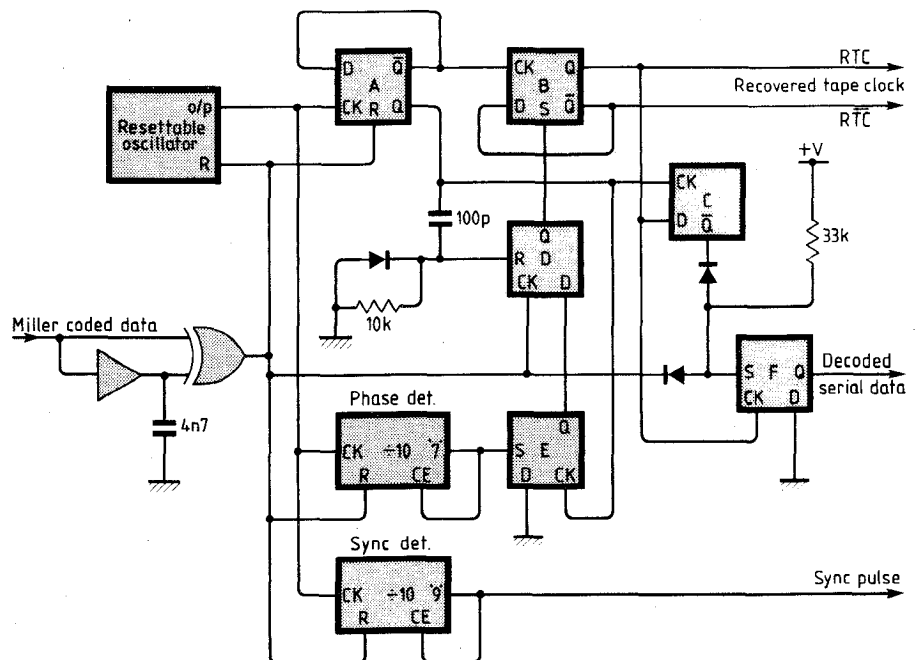 D Q̅
A
CK R Q
CK Q
B
D S Q̅
RTC
Recovered tape clock
RT̅C̅
o/p
Resettable
oscillator
R
+V
CK
C
D Q̅
33k
100p
Q
R D
CK D
10k
Miller coded data
4n7
S F Q
CK D
Decoded
serial data
Phase det.
CK ÷10 '7'
R CE
Q
S E
D CK
Sync det.
CK ÷10 '9'
R CE
Sync pulse